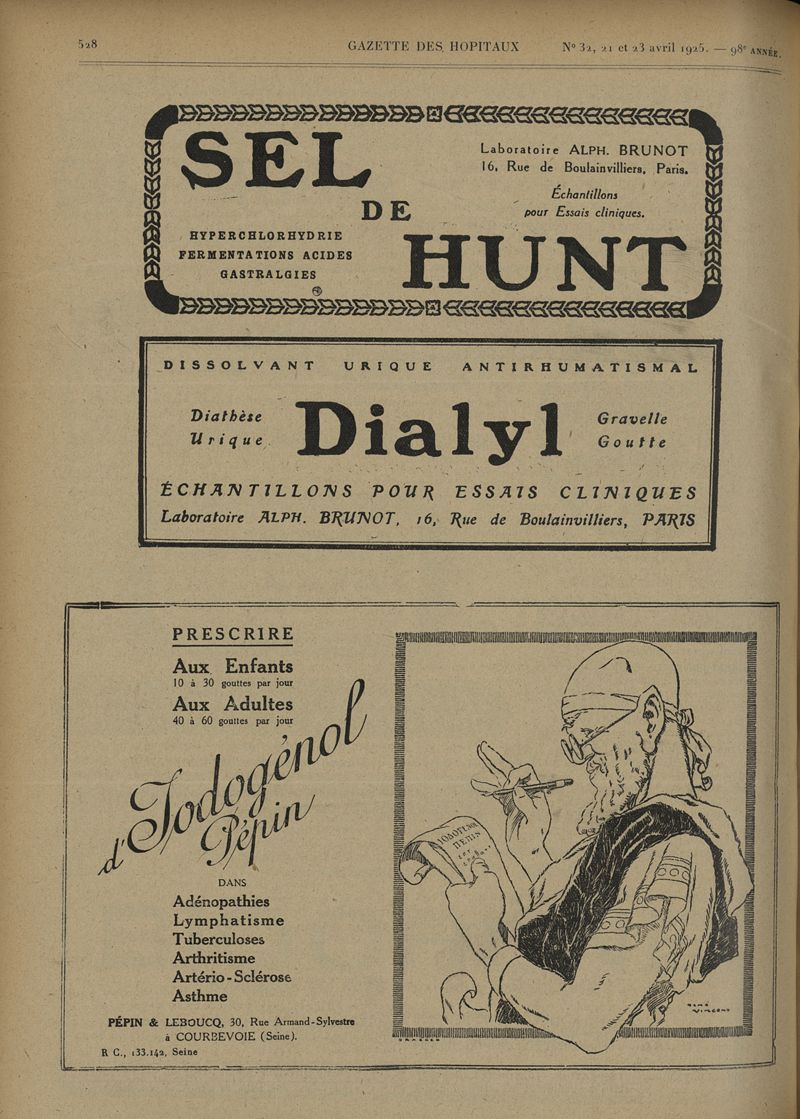 528
GAZETTE DES HOPITAUX
N° 32, 21 et 23 avril 1925. — 98e ANNÉE.
SEL
DE
HUNT
Laboratoire ALPH. BRUNOT
16, Rue de Boulainvilliers, Paris.
Échantillons
pour Essais cliniques.
HYPERCHLORHYDRIE
FERMENTATIONS ACIDES
GASTRALGIES
DISSOLVANT URIQUE ANTIRHUMATISMAL
Diathèse
Urique
Dialyl
Gravelle
Goutte
ÉCHANTILLONS POUR ESSAIS CLINIQUES
Laboratoire ALPH. BRUNOT, 16, Rue de Boulainvilliers, PARIS
PRESCRIRE
Aux Enfants
10 à 30 gouttes par jour
Aux Adultes
40 à 60 gouttes par jour
d'Iodogénol
Pépin
DANS
Adénopathies
Lymphatisme
Tuberculoses
Arthritisme
Artério-Sclérose
Asthme
PÉPIN & LEBOUCQ, 30, Rue Armand-Sylvestre
à COURBEVOIE (Seine).
R C., 133.142, Seine
RENÉ
VINCENT